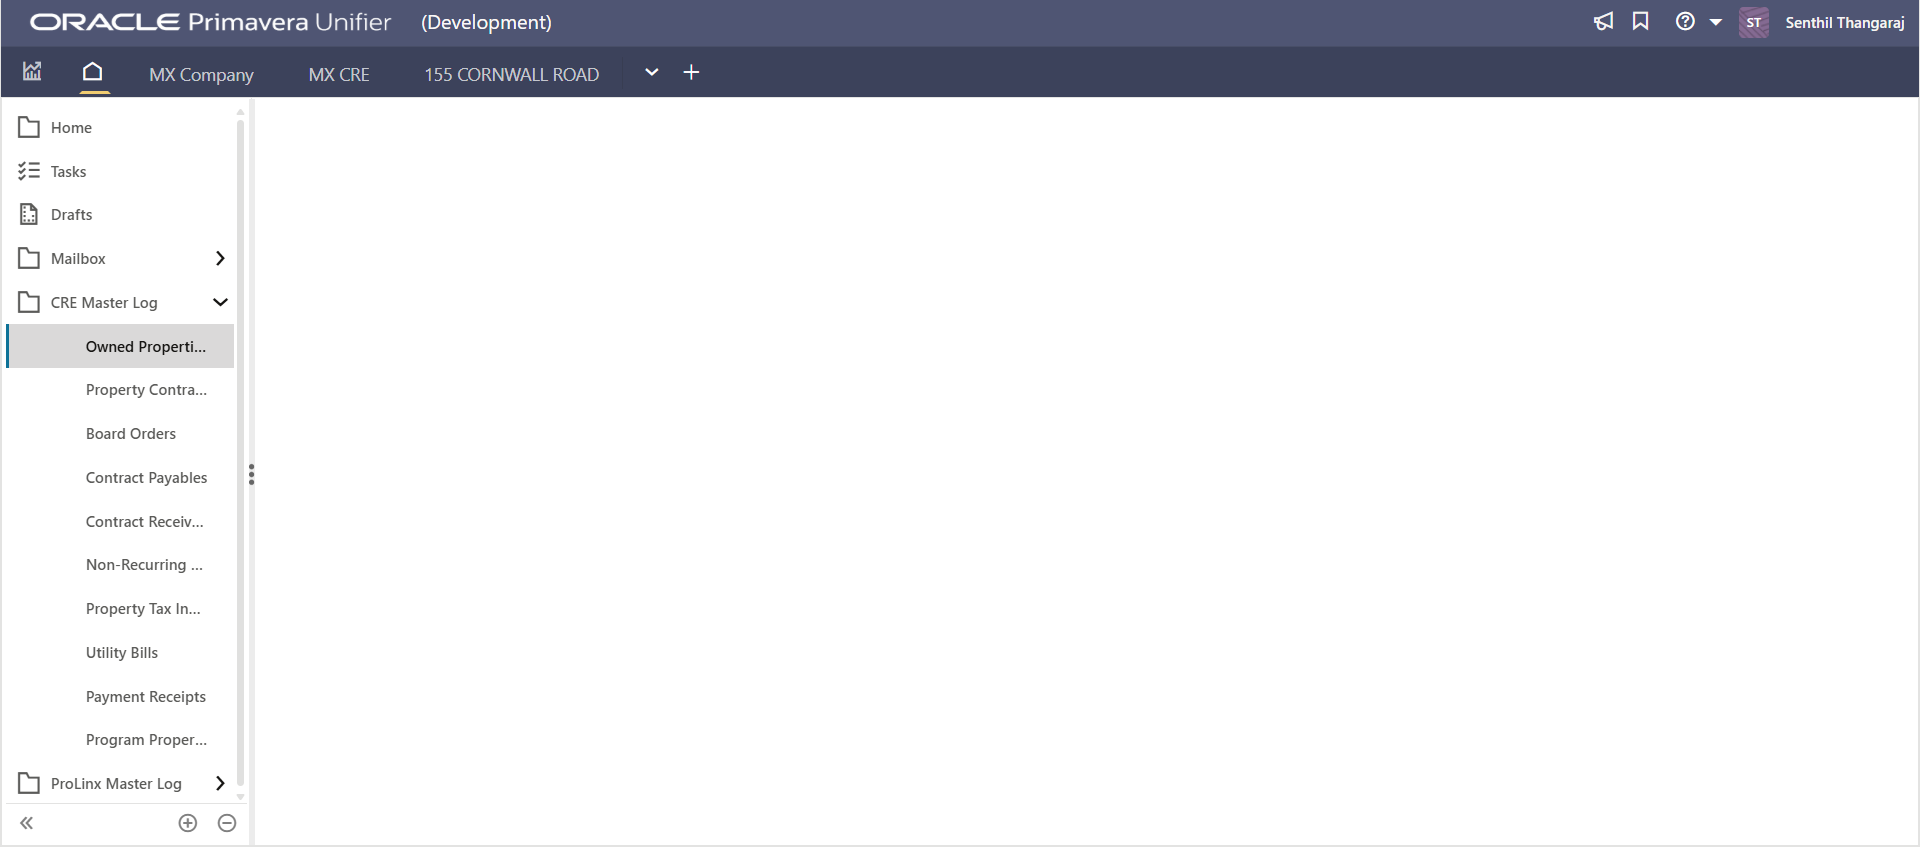 ORACLE Primavera Unifier (Development)
ST Senthil Thangaraj
MX Company MX CRE 155 CORNWALL ROAD
Home
Tasks
Drafts
Mailbox
CRE Master Log
Owned Properti...
Property Contra...
Board Orders
Contract Payables
Contract Receiv...
Non-Recurring ...
Property Tax In...
Utility Bills
Payment Receipts
Program Proper...
ProLinx Master Log